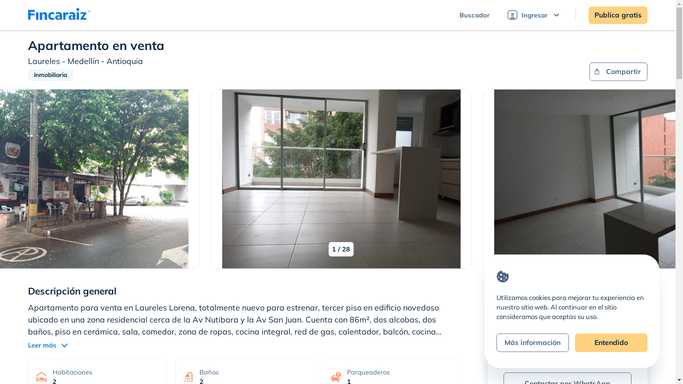 Fincaraiz
Buscador
Ingresar
Publica gratis
Apartamento en venta
Laureles - Medellín - Antioquia
Inmobiliaria
Compartir
1 / 28
Descripción general
Apartamento para venta en Laureles Lorena, totalmente nuevo para estrenar, tercer piso en edificio novedoso
ubicado en una zona residencial cerca de la Av Nutibara y la Av San Juan. Cuenta con 86m², dos alcobas, dos
baños, piso en cerámica, sala, comedor, zona de ropas, cocina integral, red de gas, calentador, balcón, cocina...
Leer más
Habitaciones
2
Baños
2
Parqueaderos
1
Utilizamos cookies para mejorar tu experiencia en
nuestro sitio web. Al continuar en el sitio
consideramos que aceptas su uso.
Más información
Entendido
Contactar por WhatsApp